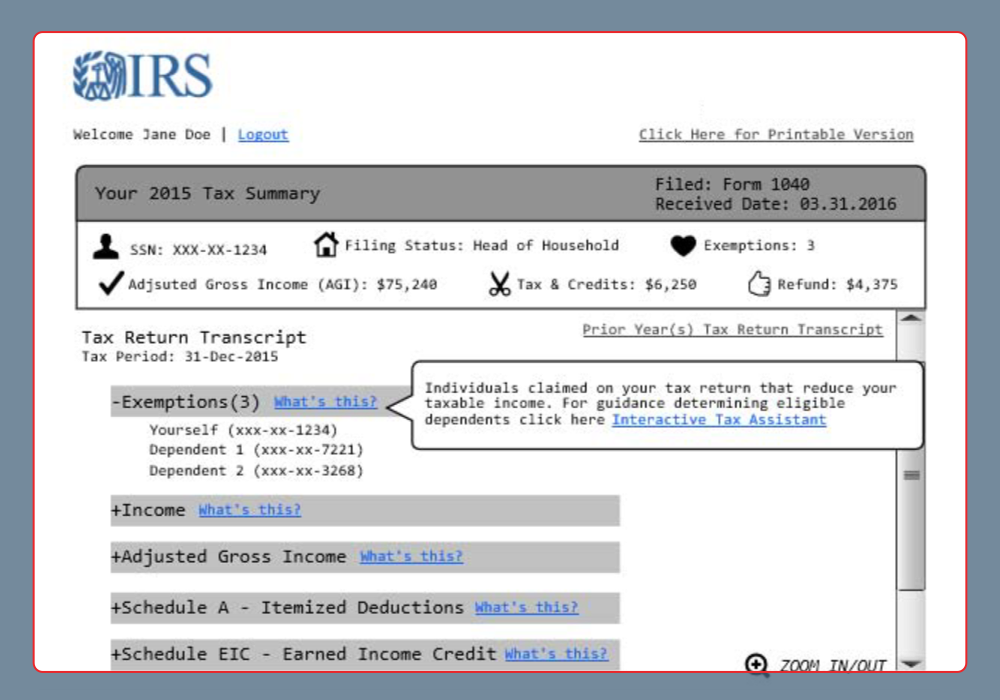 IRS
Welcome Jane Doe | Logout
Click Here for Printable Version
Your 2015 Tax Summary
Filed: Form 1040
Received Date: 03.31.2016
SSN: XXX-XX-1234
Filing Status: Head of Household
Exemptions: 3
Adjsuted Gross Income (AGI): $75,240
Tax & Credits: $6,250
Refund: $4,375
Tax Return Transcript
Prior Year(s) Tax Return Transcript
Tax Period: 31-Dec-2015
-Exemptions(3) What's this?
Individuals claimed on your tax return that reduce your
taxable income. For guidance determining eligible
dependents click here Interactive Tax Assistant
Yourself (xxx-xx-1234)
Dependent 1 (xxx-xx-7221)
Dependent 2 (xxx-xx-3268)
+Income What's this?
+Adjusted Gross Income What's this?
+Schedule A - Itemized Deductions What's this?
+Schedule EIC - Earned Income Credit What's this?
ZOOM IN/OUT